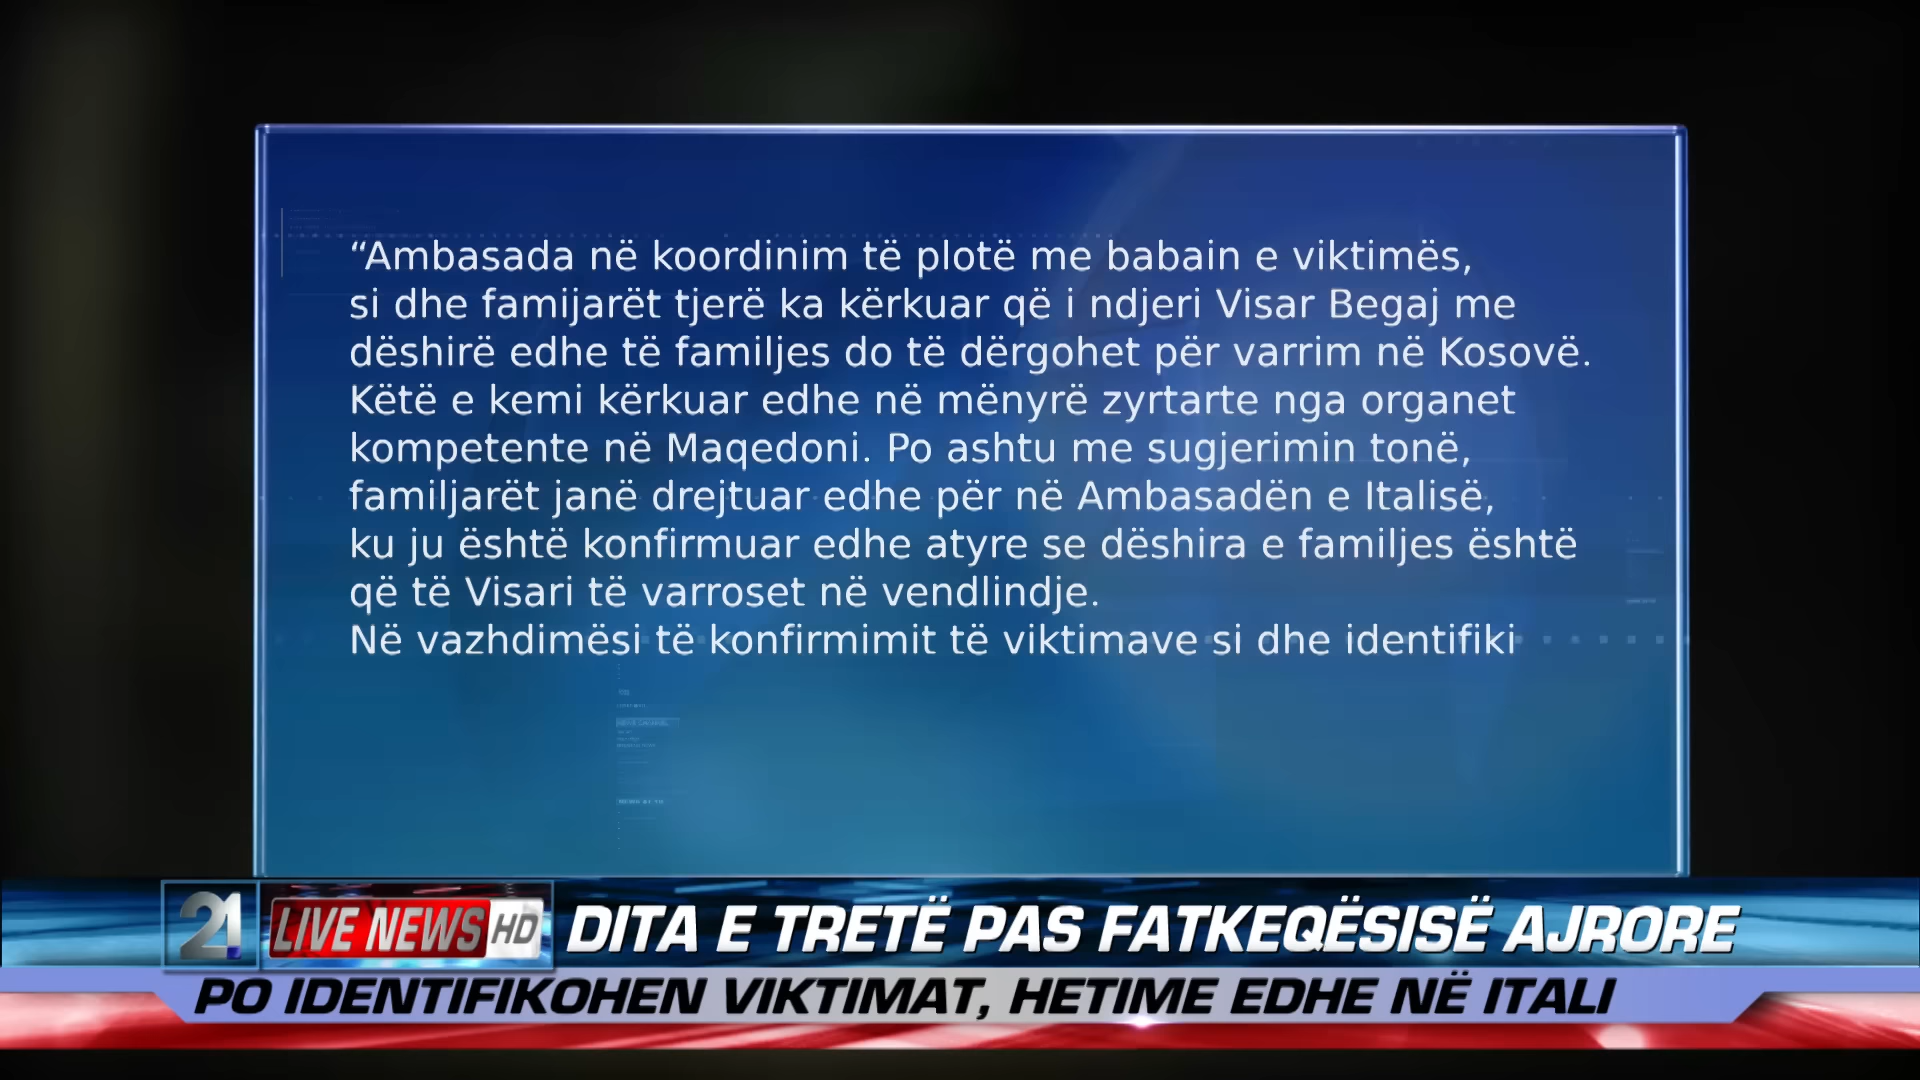 “Ambasada në koordinim të plotë me babain e viktimës,
si dhe famijarët tjerë ka kërkuar që i ndjeri Visar Begaj me
dëshirë edhe të familjes do të dërgohet për varrim në Kosovë.
Këtë e kemi kërkuar edhe në mënyrë zyrtarte nga organet
kompetente në Maqedoni. Po ashtu me sugjerimin tonë,
familjarët janë drejtuar edhe për në Ambasadën e Italisë,
ku ju është konfirmuar edhe atyre se dëshira e familjes është
që të Visari të varroset në vendlindje.
Në vazhdimësi të konfirmimit të viktimave si dhe identifiki
21 LIVE NEWS HD DITA E TRETË PAS FATKEQËSISË AJRORE
PO IDENTIFIKOHEN VIKTIMAT, HETIME EDHE NË ITALI